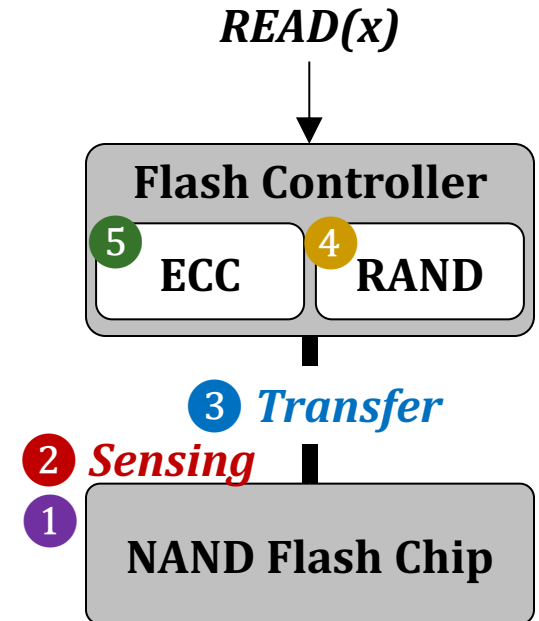 READ(x)
Flash Controller
5 ECC 4 RAND
3 Transfer
2 Sensing
1
NAND Flash Chip